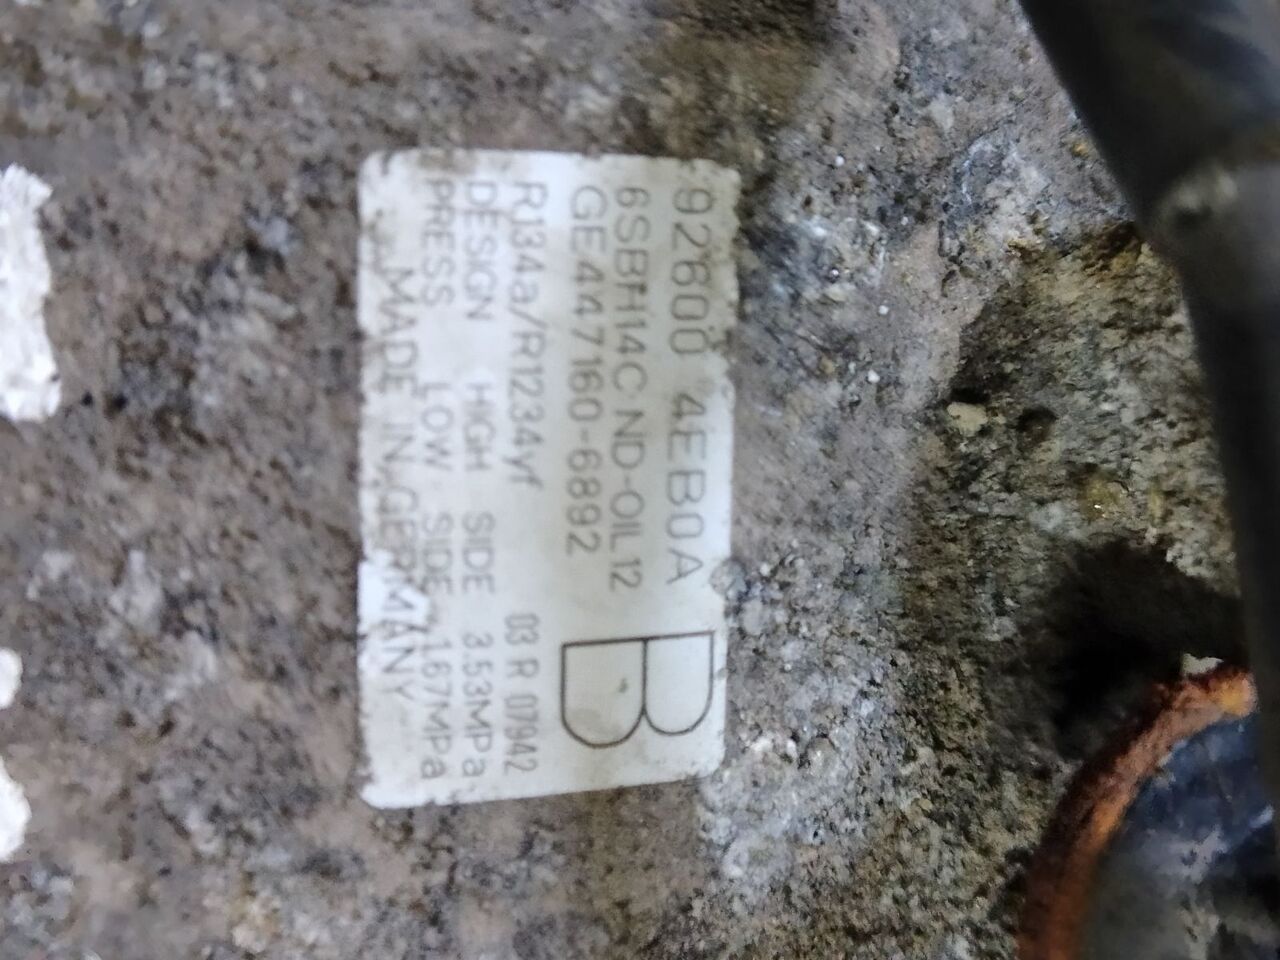 92600 4EB0A
6SBH14C ND-OIL12
GE447160-6892
B
R134a/R1234yf 03 R 07942
DESIGN HIGH SIDE 3.53MPa
PRESS LOW SIDE 1.67MPa
MADE IN GERMANY